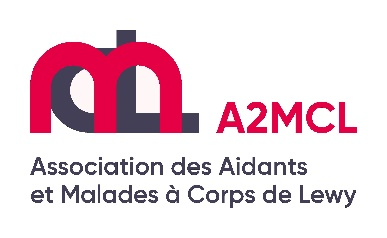 A2MCL
Association des Aidants
et Malades à Corps de Lewy